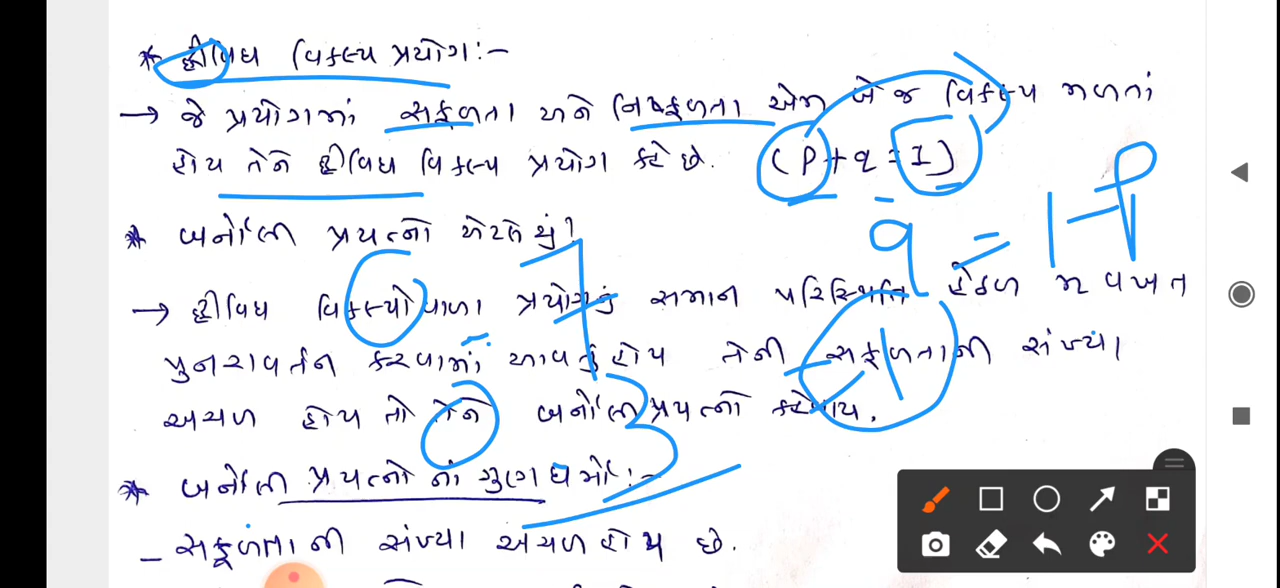 * દ્વીવિધ વિકલ્પ પ્રયોગ:-
→ જે પ્રયોગમાં સફળતા અને નિષ્ફળતા એમ બે જ વિકલ્પ મળતાં
હોય તેને દ્વીવિધ વિકલ્પ પ્રયોગ કહે છે. (P+q=1)
q = 1-P
* બર્નોલી પ્રયત્નો એટલે શું?
→ દ્વીવિધ વિકલ્પો વાળા પ્રયોગનું સમાન પરિસ્થિતિ હેઠળ n વખત
પુનરાવર્તન કરવામાં આવતું હોય તેની સફળતાની સંખ્યા
અચળ હોય તો તેને બર્નોલી પ્રયત્નો કહેવાય.
* બર્નોલી પ્રયત્નો નાં ગુણધર્મો:-
- સફળતા ની સંખ્યા અચળ હોય છે.